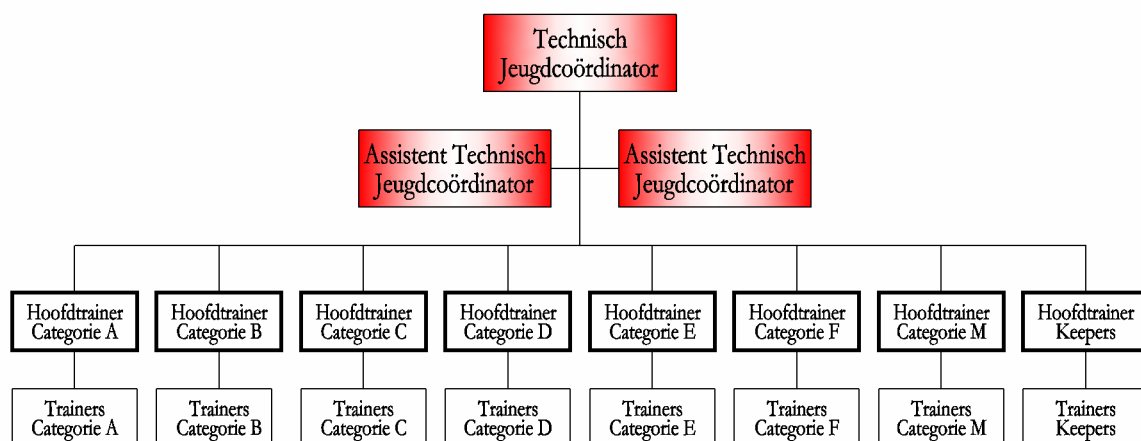 Technisch
Jeugdcoördinator
Assistent Technisch
Jeugdcoördinator
Assistent Technisch
Jeugdcoördinator
Hoofdtrainer
Categorie A
Hoofdtrainer
Categorie B
Hoofdtrainer
Categorie C
Hoofdtrainer
Categorie D
Hoofdtrainer
Categorie E
Hoofdtrainer
Categorie F
Hoofdtrainer
Categorie M
Hoofdtrainer
Keepers
Trainers
Categorie A
Trainers
Categorie B
Trainers
Categorie C
Trainers
Categorie D
Trainers
Categorie E
Trainers
Categorie F
Trainers
Categorie M
Trainers
Keepers